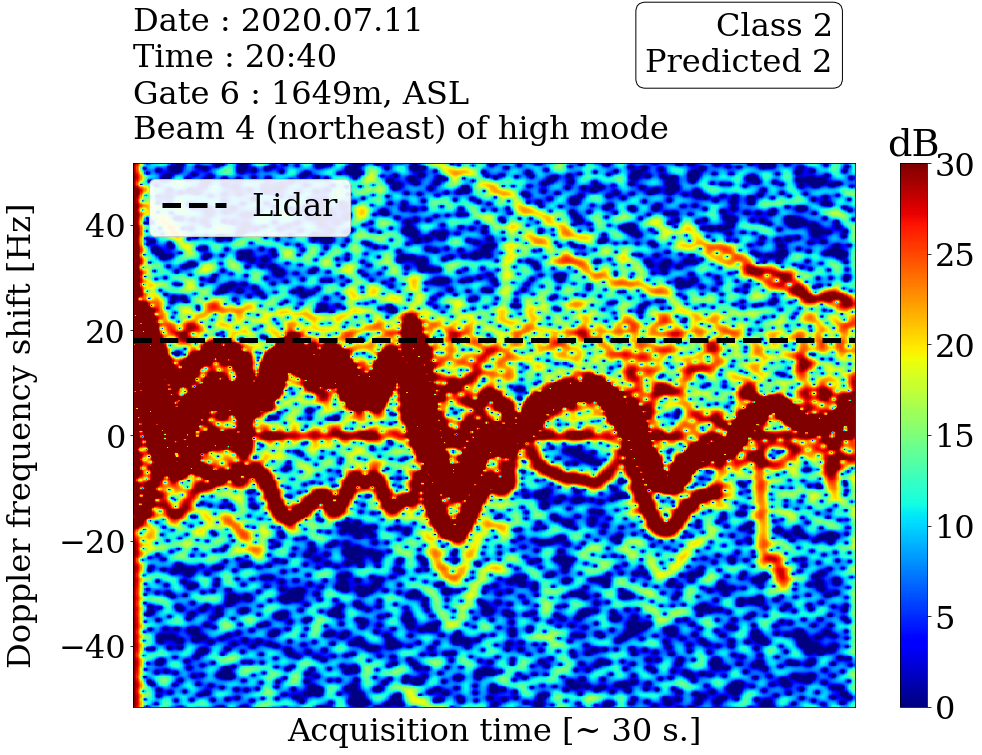 Date : 2020.07.11
Time : 20:40
Gate 6 : 1649m, ASL
Beam 4 (northeast) of high mode
Class 2
Predicted 2
dB
Lidar
Doppler frequency shift [Hz]
40
20
0
−20
−40
30
25
20
15
10
5
0
Acquisition time [~ 30 s.]